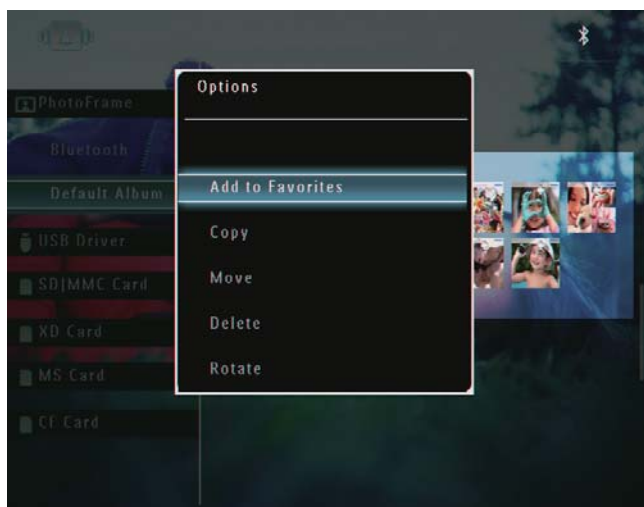 PhotoFrame
Bluetooth
Default Album
USB Driver
SD|MMC Card
XD Card
MS Card
CF Card
Options
Add to Favorites
Copy
Move
Delete
Rotate